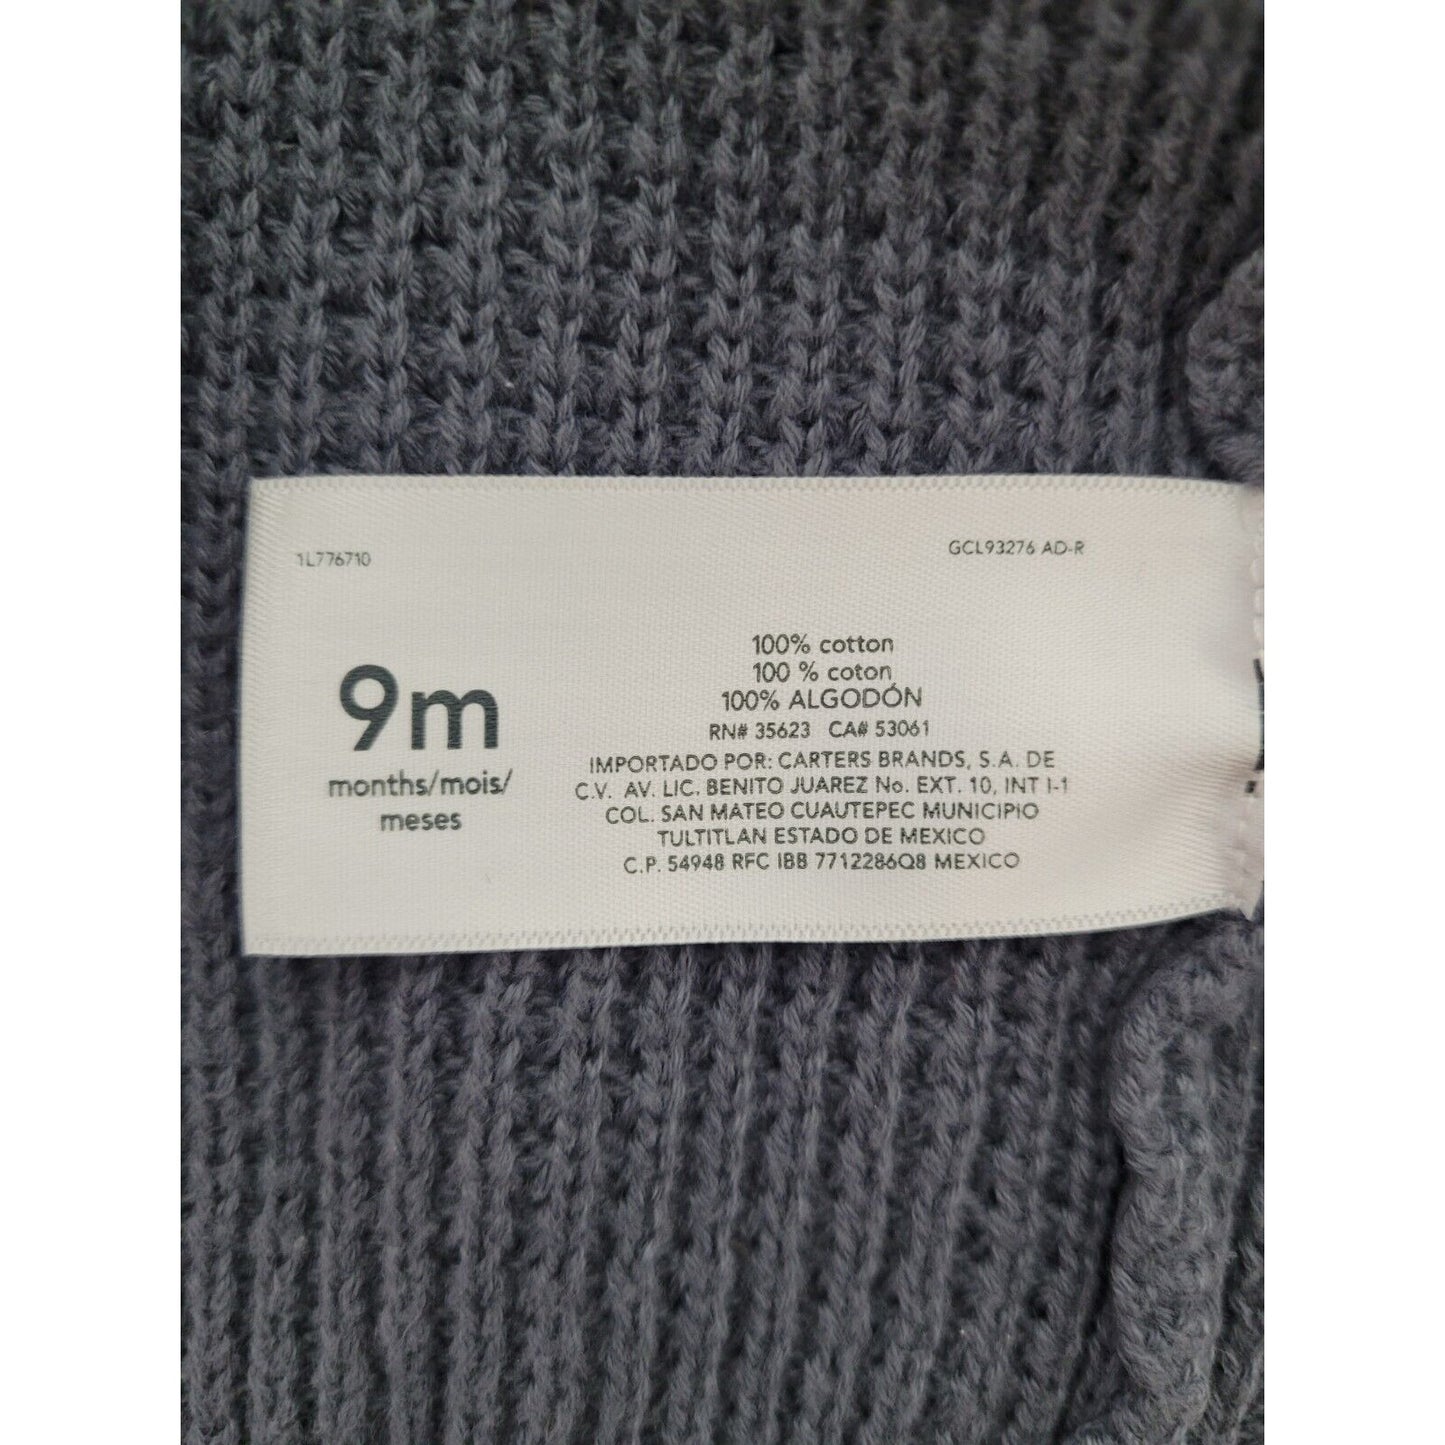 1L776710
GCL93276 AD-R
9m
months/mois/
meses
100% cotton
100 % coton
100% ALGODÓN
RN# 35623 CA# 53061
IMPORTADO POR: CARTERS BRANDS, S.A. DE
C.V. AV. LIC. BENITO JUAREZ No. EXT. 10, INT I-1
COL. SAN MATEO CUAUTEPEC MUNICIPIO
TULTITLAN ESTADO DE MEXICO
C.P. 54948 RFC IBB 7712286Q8 MEXICO